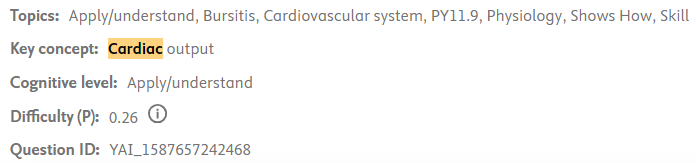 Topics: Apply/understand, Bursitis, Cardiovascular system, PY11.9, Physiology, Shows How, Skill
Key concept: Cardiac output
Cognitive level: Apply/understand
Difficulty (P): 0.26 ⓘ
Question ID: YAI_1587657242468